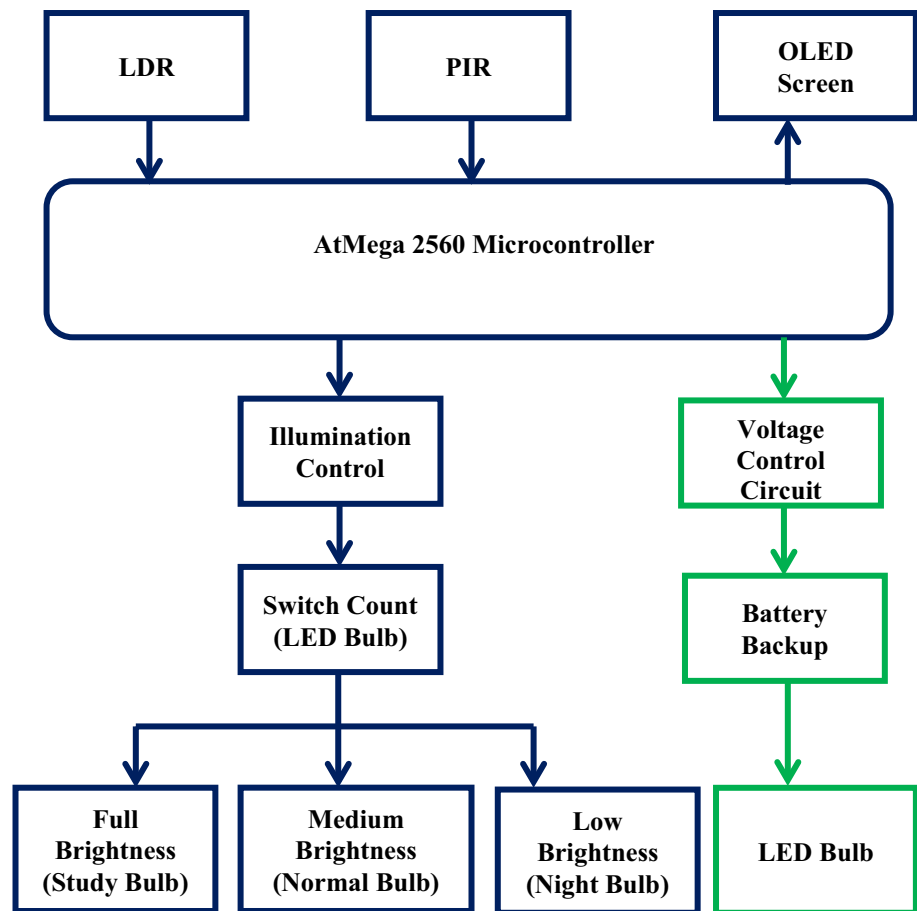 LDR
PIR
OLED
Screen
AtMega 2560 Microcontroller
Illumination
Control
Voltage
Control
Circuit
Switch Count
(LED Bulb)
Battery
Backup
Full
Brightness
(Study Bulb)
Medium
Brightness
(Normal Bulb)
Low
Brightness
(Night Bulb)
LED Bulb